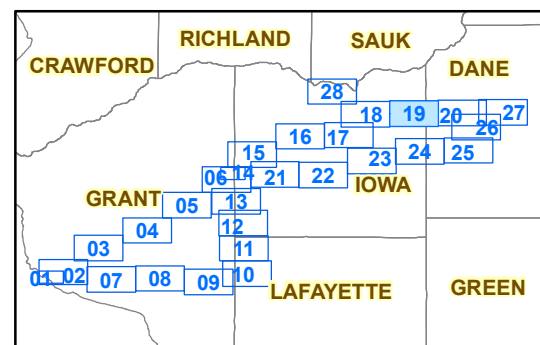 RICHLAND SAUK
CRAWFORD DANE
28
18 19 20 27
16 17 26
15 23 24 25
06 14 21 22 IOWA
GRANT 05 13
04 12
03 11
01 02 07 08 09 10
LAFAYETTE GREEN